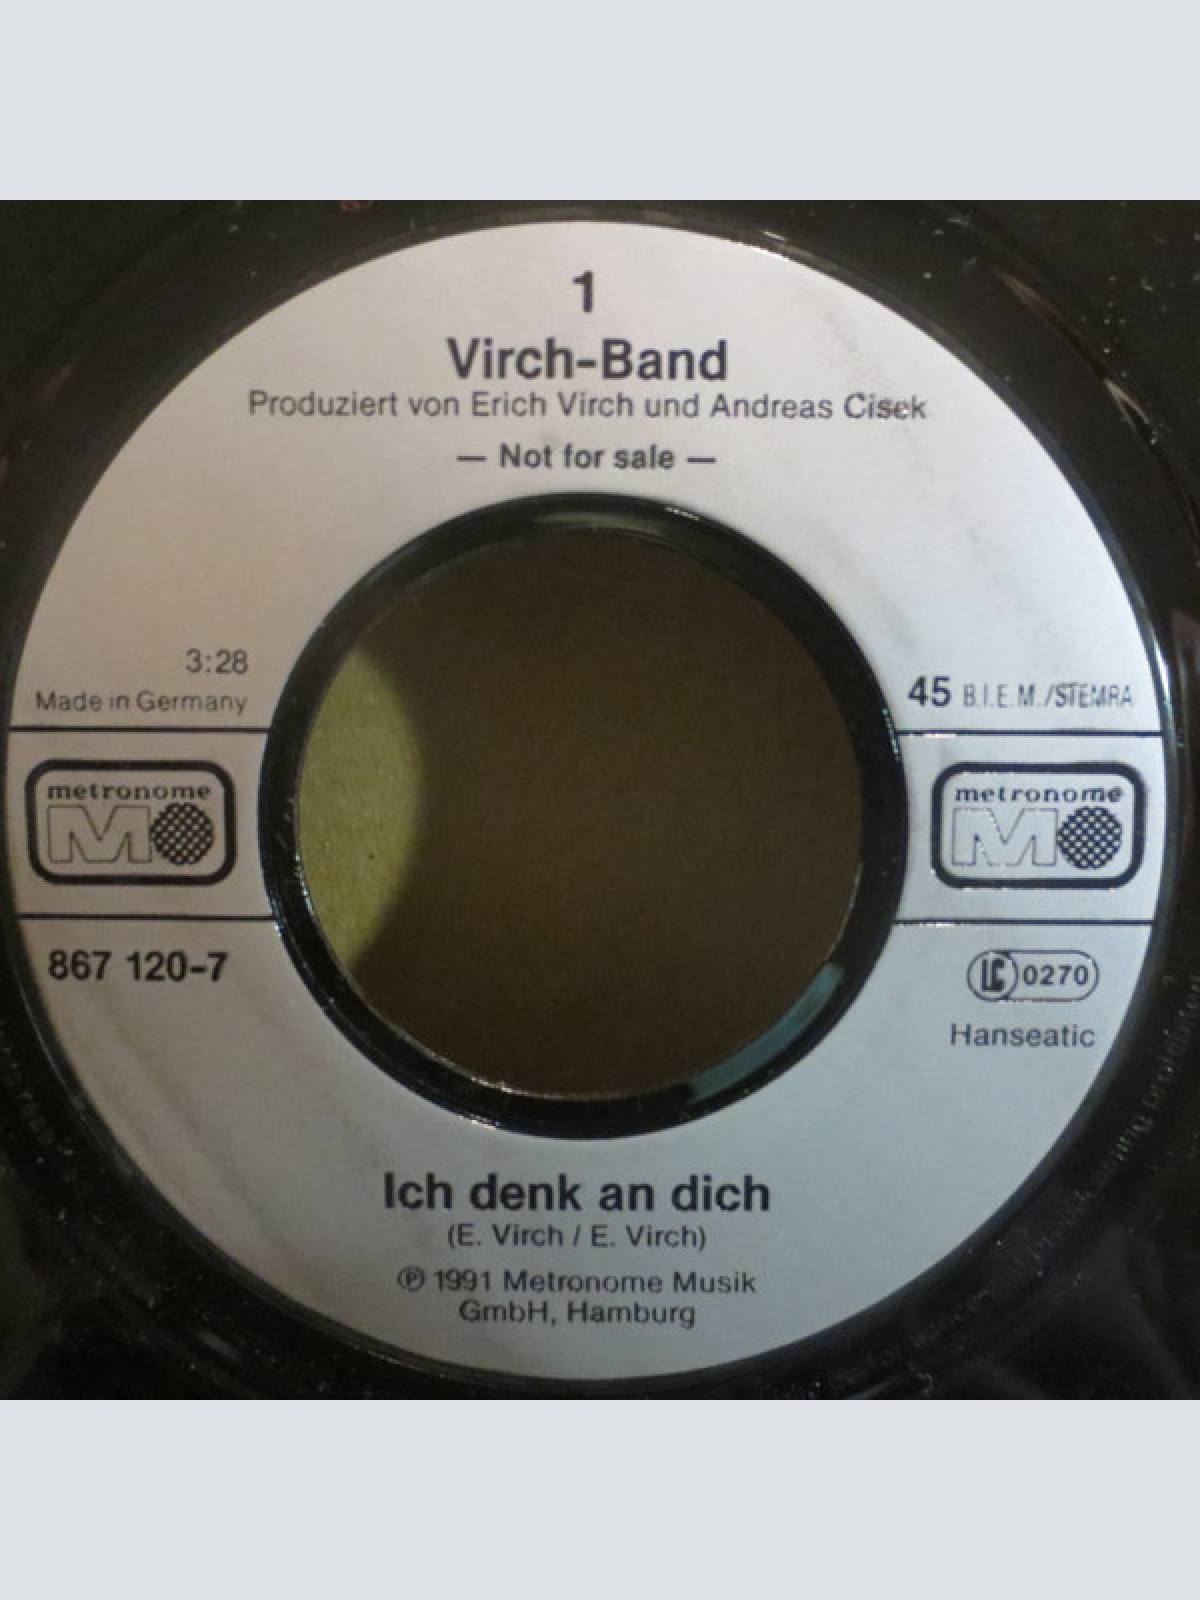 1
Virch-Band
Produziert von Erich Virch und Andreas Cisek
— Not for sale —
3:28
Made in Germany
45 B.I.E.M./STEMRA
metronome
MO
metronome
MO
867 120-7
LC 0270
Hanseatic
Ich denk an dich
(E. Virch / E. Virch)
℗ 1991 Metronome Musik
GmbH, Hamburg